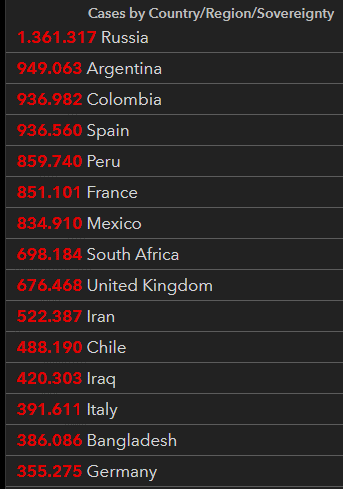 Cases by Country/Region/Sovereignty
1.361.317 Russia
949.063 Argentina
936.982 Colombia
936.560 Spain
859.740 Peru
851.101 France
834.910 Mexico
698.184 South Africa
676.468 United Kingdom
522.387 Iran
488.190 Chile
420.303 Iraq
391.611 Italy
386.086 Bangladesh
355.275 Germany